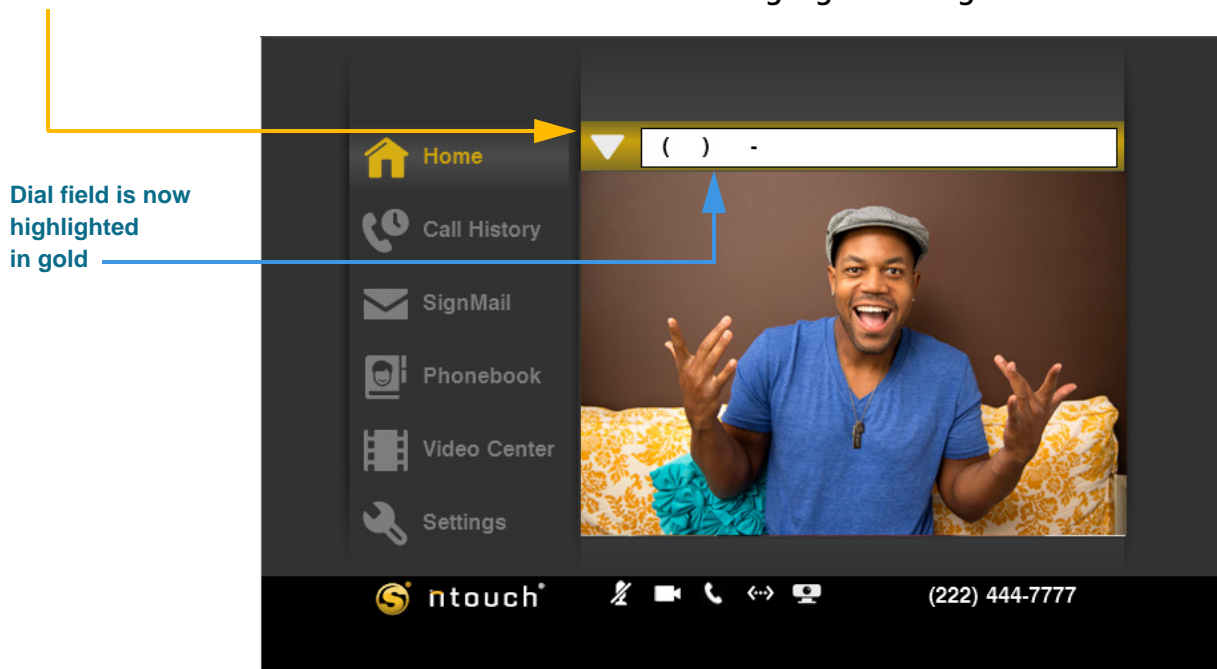 Home
( ) -
Dial field is now
highlighted
in gold
Call History
SignMail
Phonebook
Video Center
Settings
S ntouch® (222) 444-7777